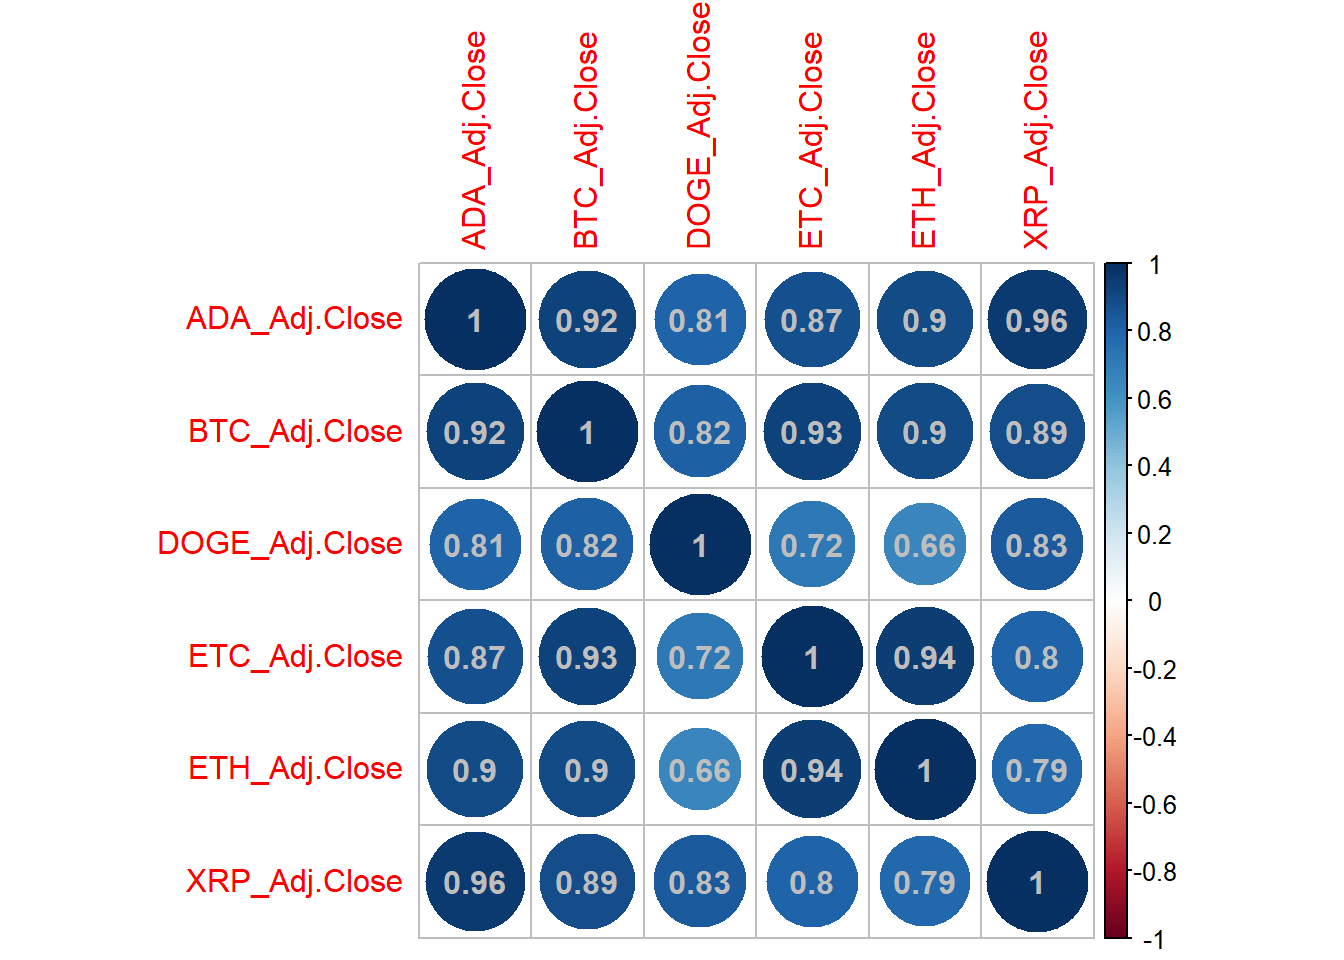 ADA_Adj.Close BTC_Adj.Close DOGE_Adj.Close ETC_Adj.Close ETH_Adj.Close XRP_Adj.Close
ADA_Adj.Close 1 0.92 0.81 0.87 0.9 0.96
BTC_Adj.Close 0.92 1 0.82 0.93 0.9 0.89
DOGE_Adj.Close 0.81 0.82 1 0.72 0.66 0.83
ETC_Adj.Close 0.87 0.93 0.72 1 0.94 0.8
ETH_Adj.Close 0.9 0.9 0.66 0.94 1 0.79
XRP_Adj.Close 0.96 0.89 0.83 0.8 0.79 1
1
0.8
0.6
0.4
0.2
0
-0.2
-0.4
-0.6
-0.8
-1